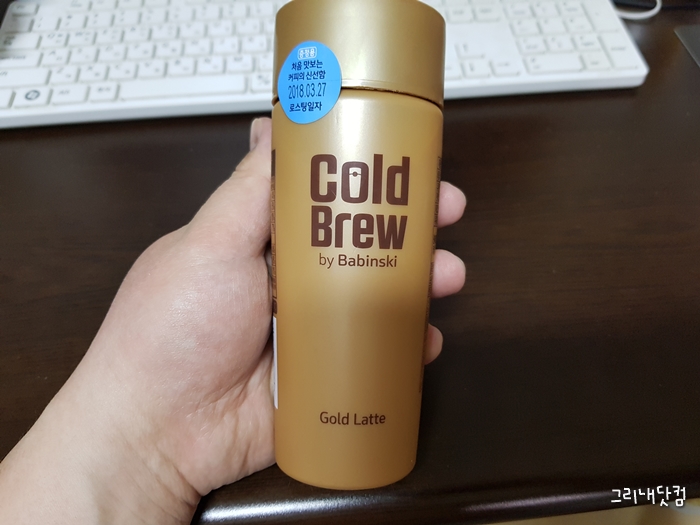 증정용
처음 맛보는
커피의 신선함
2018.03.27
로스팅일자
Cold
Brew
by Babinski
Gold Latte
그리내닷컴